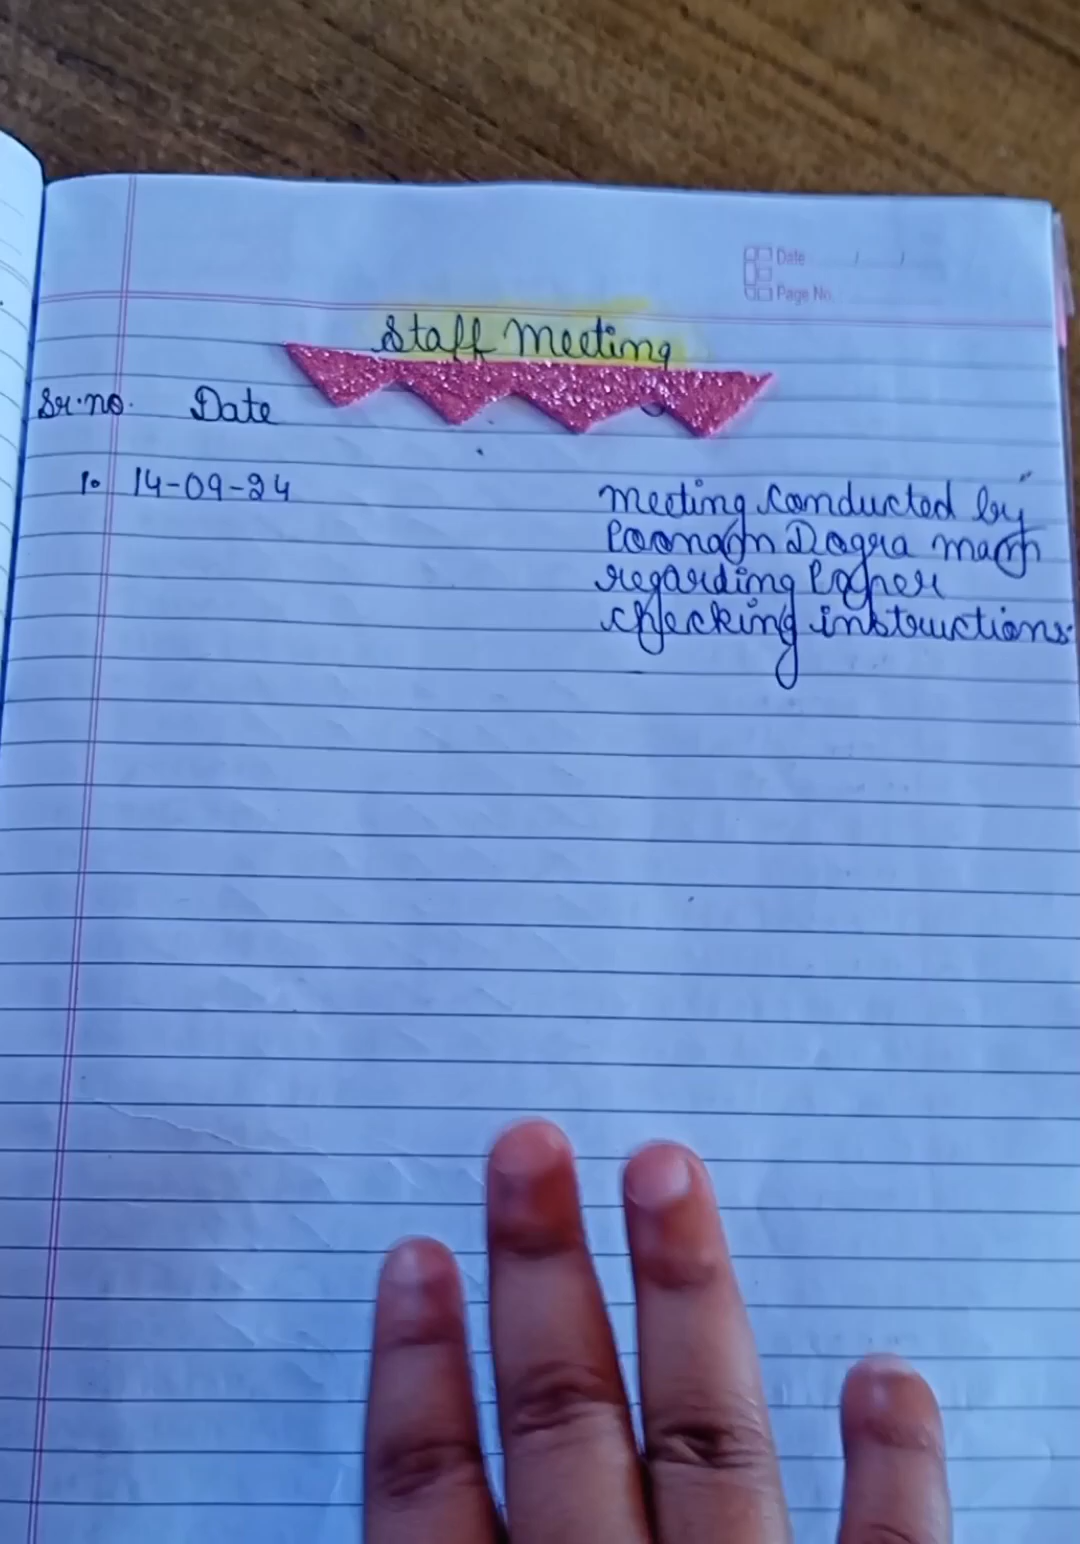 Date / /
Page No.
Staff Meeting
Sr.no. Date
1. 14-09-24 Meeting conducted by
Poonam Dogra mam
regarding Paper
checking instructions.